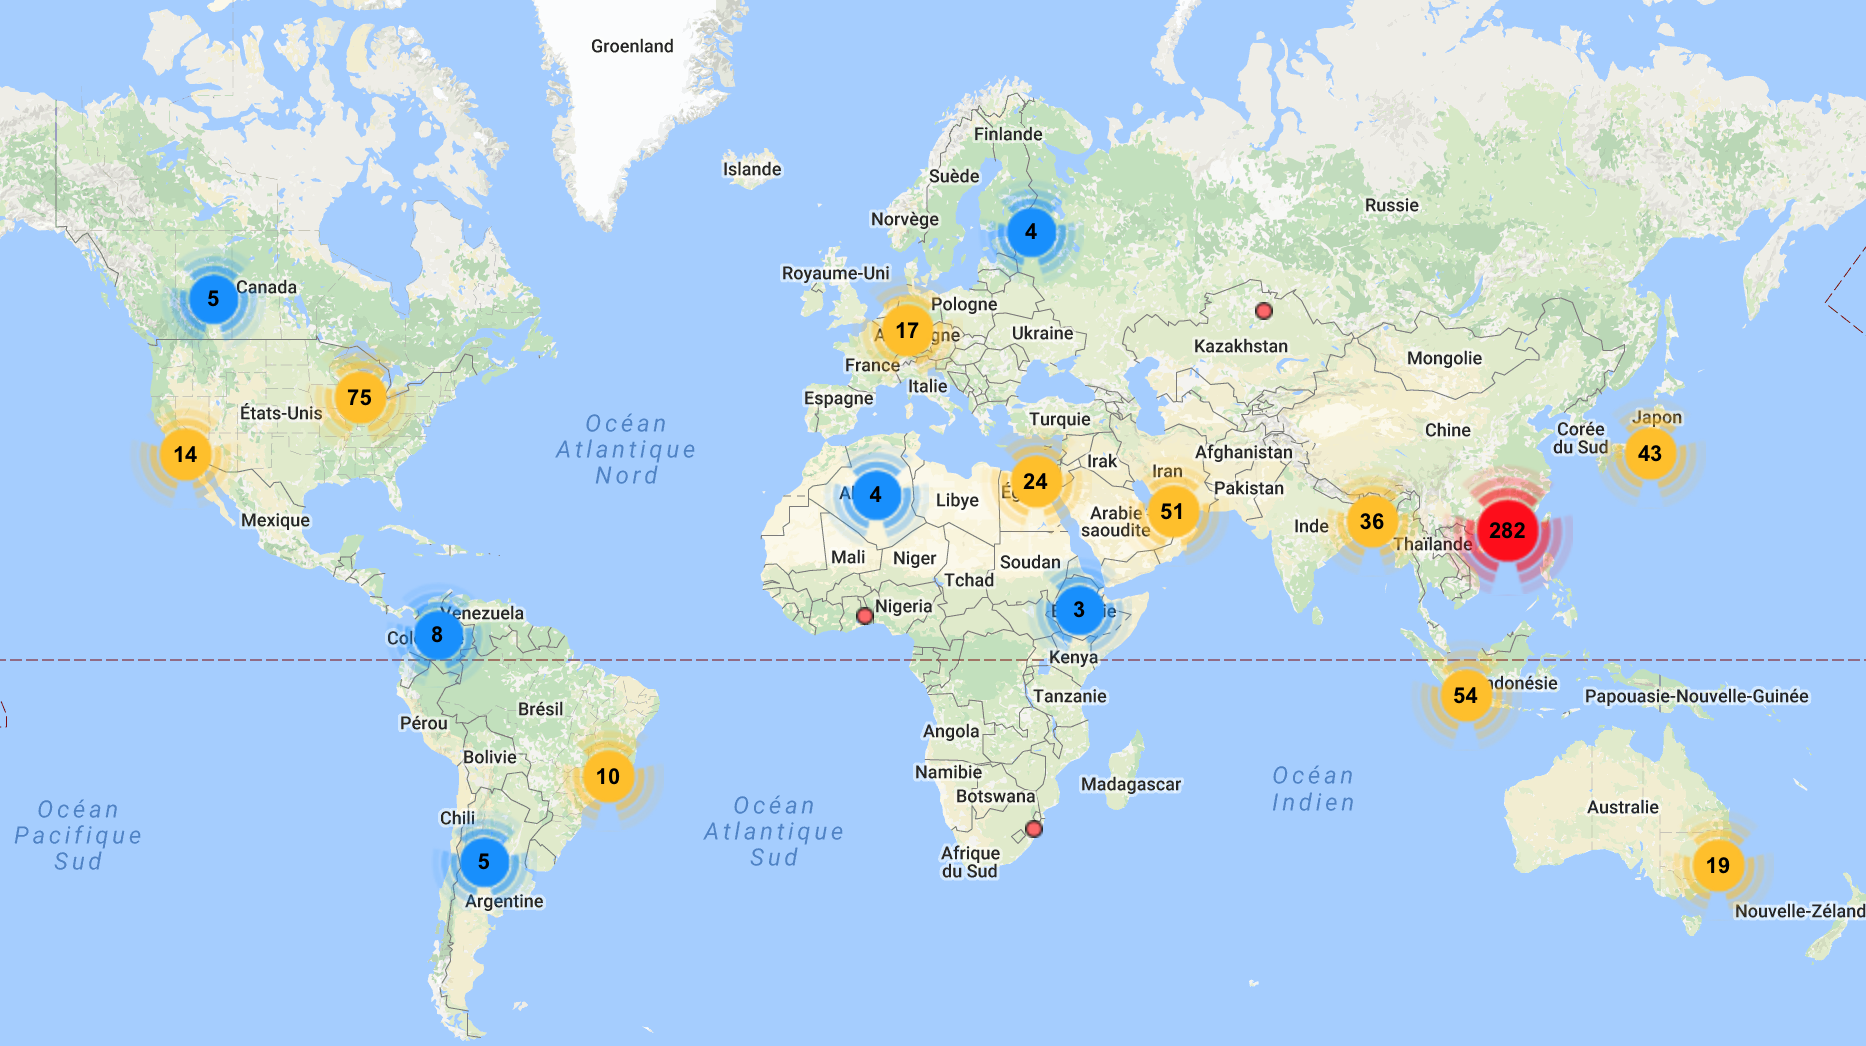 Groenland
Finlande
Islande
Suède
Russie
Norvège
4
Royaume-Uni
5
Canada
Pologne
17
Ukraine
Kazakhstan
Mongolie
France
Italie
75
Espagne
États-Unis
Turquie
Japon
Océan
Atlantique
Nord
Chine
Corée
du Sud
14
Afghanistan
43
Irak
Iran
24
Pakistan
4
Libye
51
Arabie
saoudite
Mexique
Inde
36
282
Thaïlande
Mali
Niger
Soudan
Tchad
Nigeria
3
Venezuela
8
Kenya
ndonésie
54
Tanzanie
Papouasie-Nouvelle-Guinée
Brésil
Pérou
Angola
Bolivie
10
Namibie
Madagascar
Botswana
Océan
Indien
Australie
Océan
Pacifique
Sud
Océan
Atlantique
Sud
Chili
5
Afrique
du Sud
19
Argentine
Nouvelle-Zéland